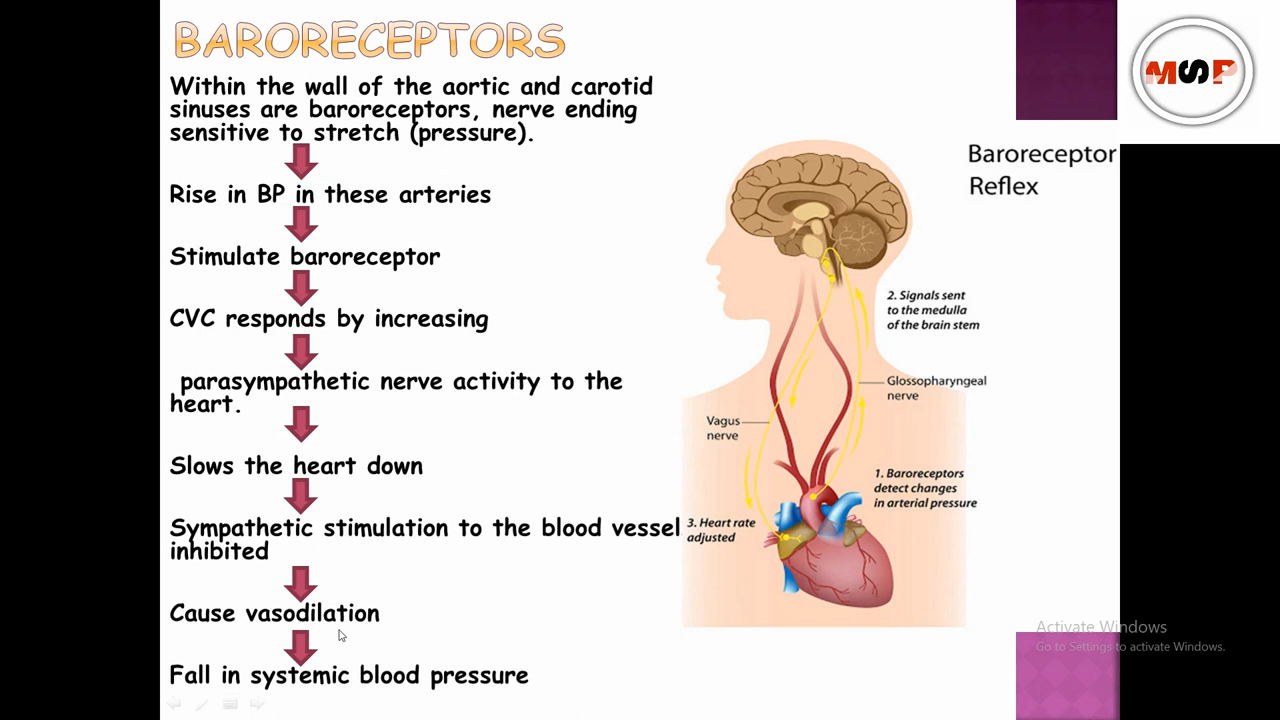 BARORECEPTORS
Within the wall of the aortic and carotid
sinuses are baroreceptors, nerve ending
sensitive to stretch (pressure).
Rise in BP in these arteries
Stimulate baroreceptor
CVC responds by increasing
parasympathetic nerve activity to the
heart.
Slows the heart down
Sympathetic stimulation to the blood vessel
inhibited
Cause vasodilation
Fall in systemic blood pressure
MSP
Baroreceptor
Reflex
2. Signals sent
to the medulla
of the brain stem
Glossopharyngeal
nerve
Vagus
nerve
1. Baroreceptors
detect changes
in arterial pressure
3. Heart rate
adjusted
Activate Windows
Go to Settings to activate Windows.